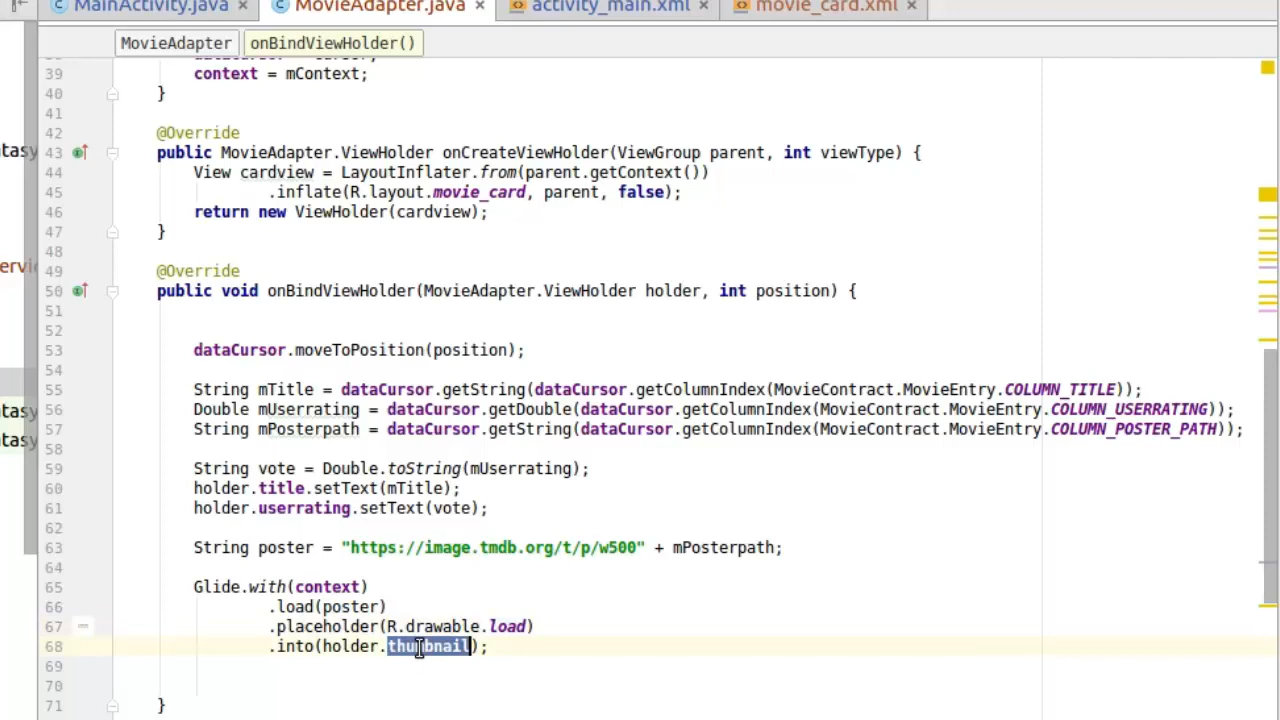 MainActivity.java
MovieAdapter.java
activity_main.xml
movie_card.xml
MovieAdapter
onBindViewHolder()
39 context = mContext;
40 }
41
42 @Override
43 public MovieAdapter.ViewHolder onCreateViewHolder(ViewGroup parent, int viewType) {
44 View cardview = LayoutInflater.from(parent.getContext())
45 .inflate(R.layout.movie_card, parent, false);
46 return new ViewHolder(cardview);
47 }
48
49 @Override
50 public void onBindViewHolder(MovieAdapter.ViewHolder holder, int position) {
51
52
53 dataCursor.moveToPosition(position);
54
55 String mTitle = dataCursor.getString(dataCursor.getColumnIndex(MovieContract.MovieEntry.COLUMN_TITLE));
56 Double mUserrating = dataCursor.getDouble(dataCursor.getColumnIndex(MovieContract.MovieEntry.COLUMN_USERRATING));
57 String mPosterpath = dataCursor.getString(dataCursor.getColumnIndex(MovieContract.MovieEntry.COLUMN_POSTER_PATH));
58
59 String vote = Double.toString(mUserrating);
60 holder.title.setText(mTitle);
61 holder.userrating.setText(vote);
62
63 String poster = "https://image.tmdb.org/t/p/w500" + mPosterpath;
64
65 Glide.with(context)
66 .load(poster)
67 .placeholder(R.drawable.load)
68 .into(holder.thumbnail);
69
70
71 }